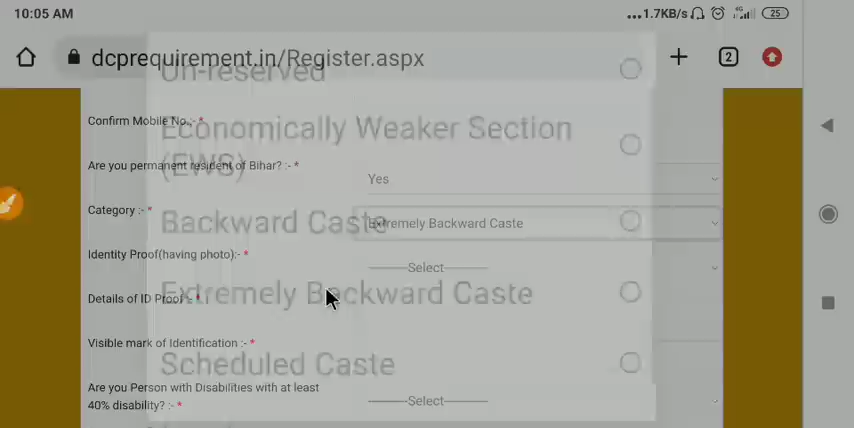 10:05 AM
...1.7KB/s 4G 25
dcprequirement.in/Register.aspx
2
Un-reserved
Confirm Mobile No.:- *
Economically Weaker Section
(EWS)
Are you permanent resident of Bihar? :- *
Yes
Category :- *
Backward Caste
Extremely Backward Caste
Identity Proof(having photo):- *
———Select———
Details of ID Proof:- *
Extremely Backward Caste
Visible mark of Identification :- *
Scheduled Caste
Are you Person with Disabilities with at least
40% disability? :- *
———Select———